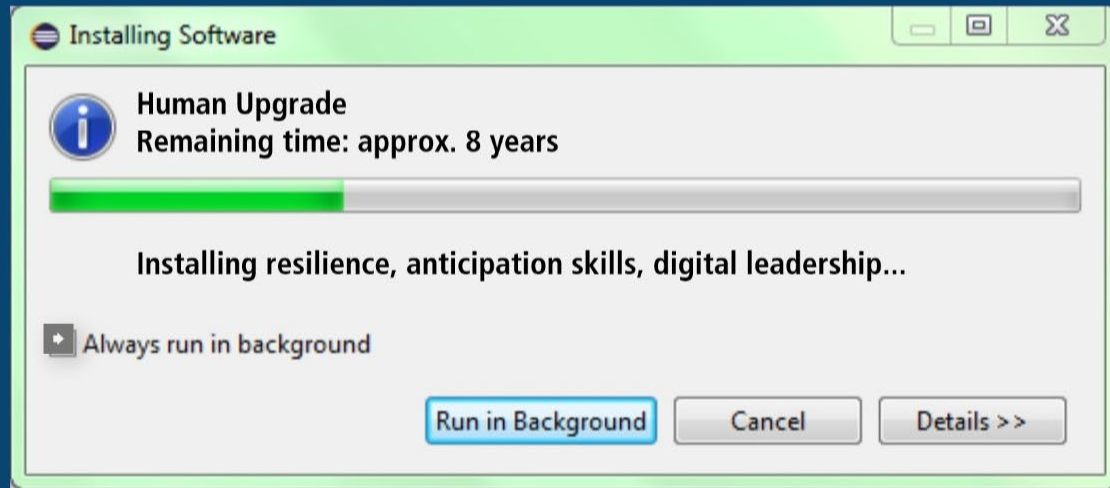 Installing Software
Human Upgrade
Remaining time: approx. 8 years
Installing resilience, anticipation skills, digital leadership...
Always run in background
Run in Background
Cancel
Details >>